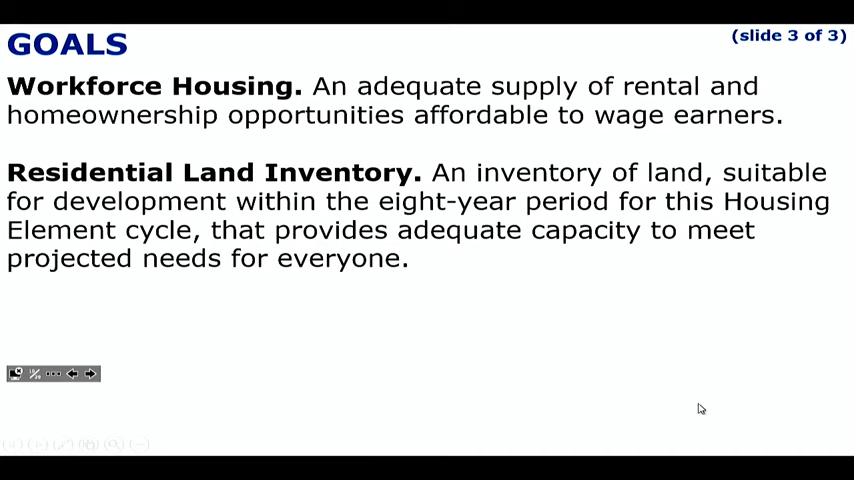 GOALS
(slide 3 of 3)
Workforce Housing. An adequate supply of rental and
homeownership opportunities affordable to wage earners.
Residential Land Inventory. An inventory of land, suitable
for development within the eight-year period for this Housing
Element cycle, that provides adequate capacity to meet
projected needs for everyone.